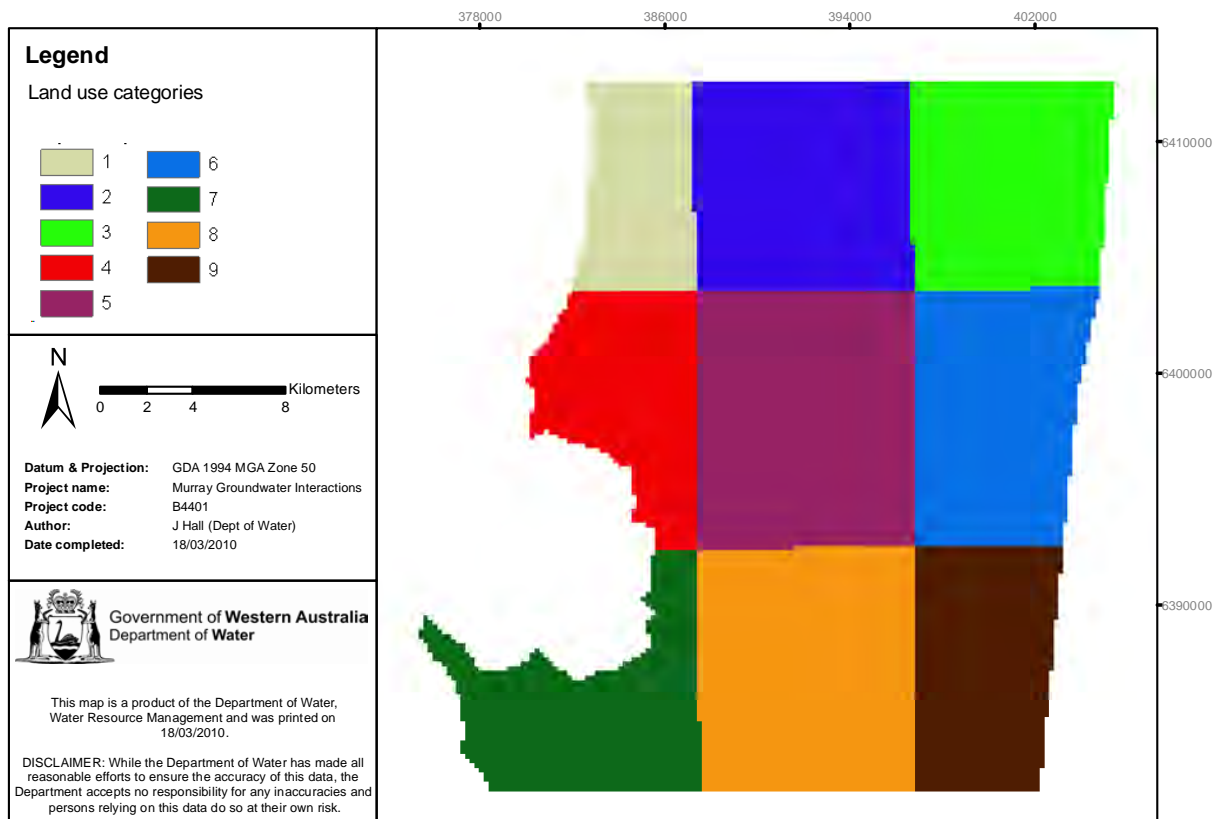 378000 386000 394000 402000
Legend
Land use categories
1 6
2 7
3 8
4 9
5
6410000
6400000
6390000
N
Kilometers
0 2 4 8
Datum & Projection: GDA 1994 MGA Zone 50
Project name: Murray Groundwater Interactions
Project code: B4401
Author: J Hall (Dept of Water)
Date completed: 18/03/2010
Government of Western Australia
Department of Water
This map is a product of the Department of Water,
Water Resource Management and was printed on
18/03/2010.
DISCLAIMER: While the Department of Water has made all
reasonable efforts to ensure the accuracy of this data, the
Department accepts no responsibility for any inaccuracies and
persons relying on this data do so at their own risk.